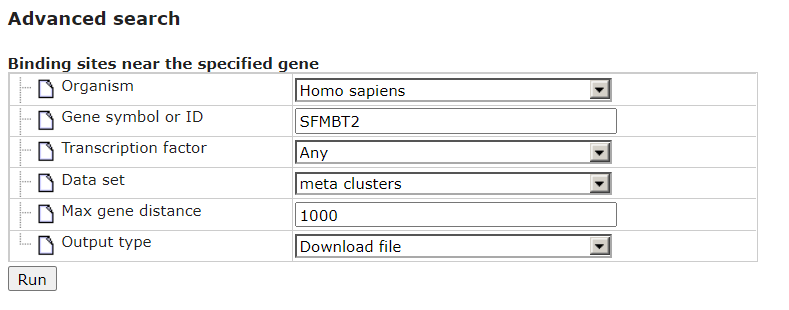 Advanced search
Binding sites near the specified gene
Organism Homo sapiens
Gene symbol or ID SFMBT2
Transcription factor Any
Data set meta clusters
Max gene distance 1000
Output type Download file
Run